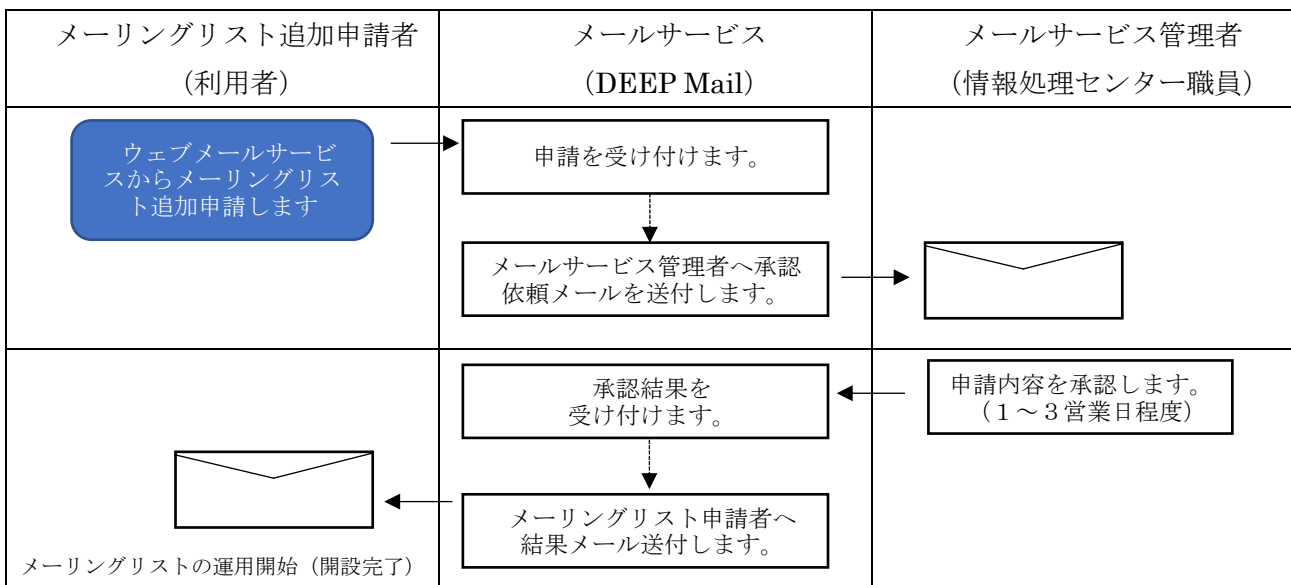 メーリングリスト追加申請者
(利用者)
メールサービス
(DEEP Mail)
メールサービス管理者
(情報処理センター職員)
ウェブメールサービ
スからメーリングリス
ト追加申請します
申請を受け付けます。
メールサービス管理者へ承認
依頼メールを送付します。
承認結果を
受け付けます。
申請内容を承認します。
(1~3営業日程度)
メーリングリスト申請者へ
結果メール送付します。
メーリングリストの運用開始(開設完了)